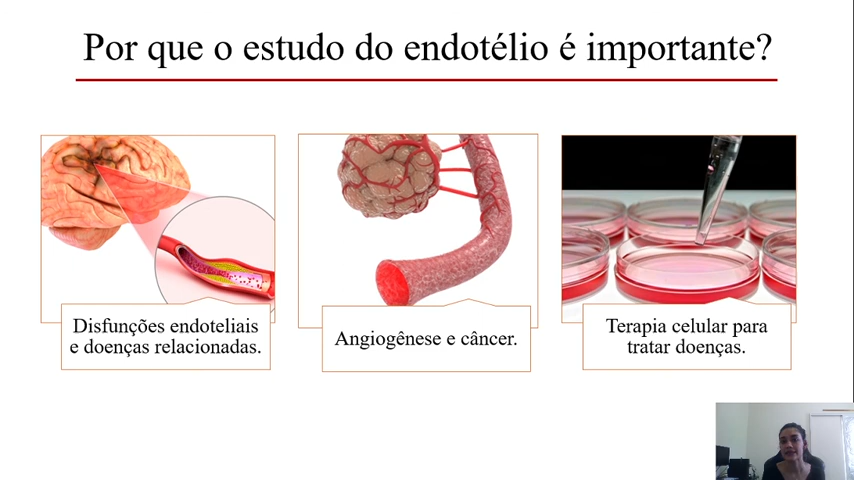 Por que o estudo do endotélio é importante?
Disfunções endoteliais
e doenças relacionadas.
Angiogênese e câncer.
Terapia celular para
tratar doenças.